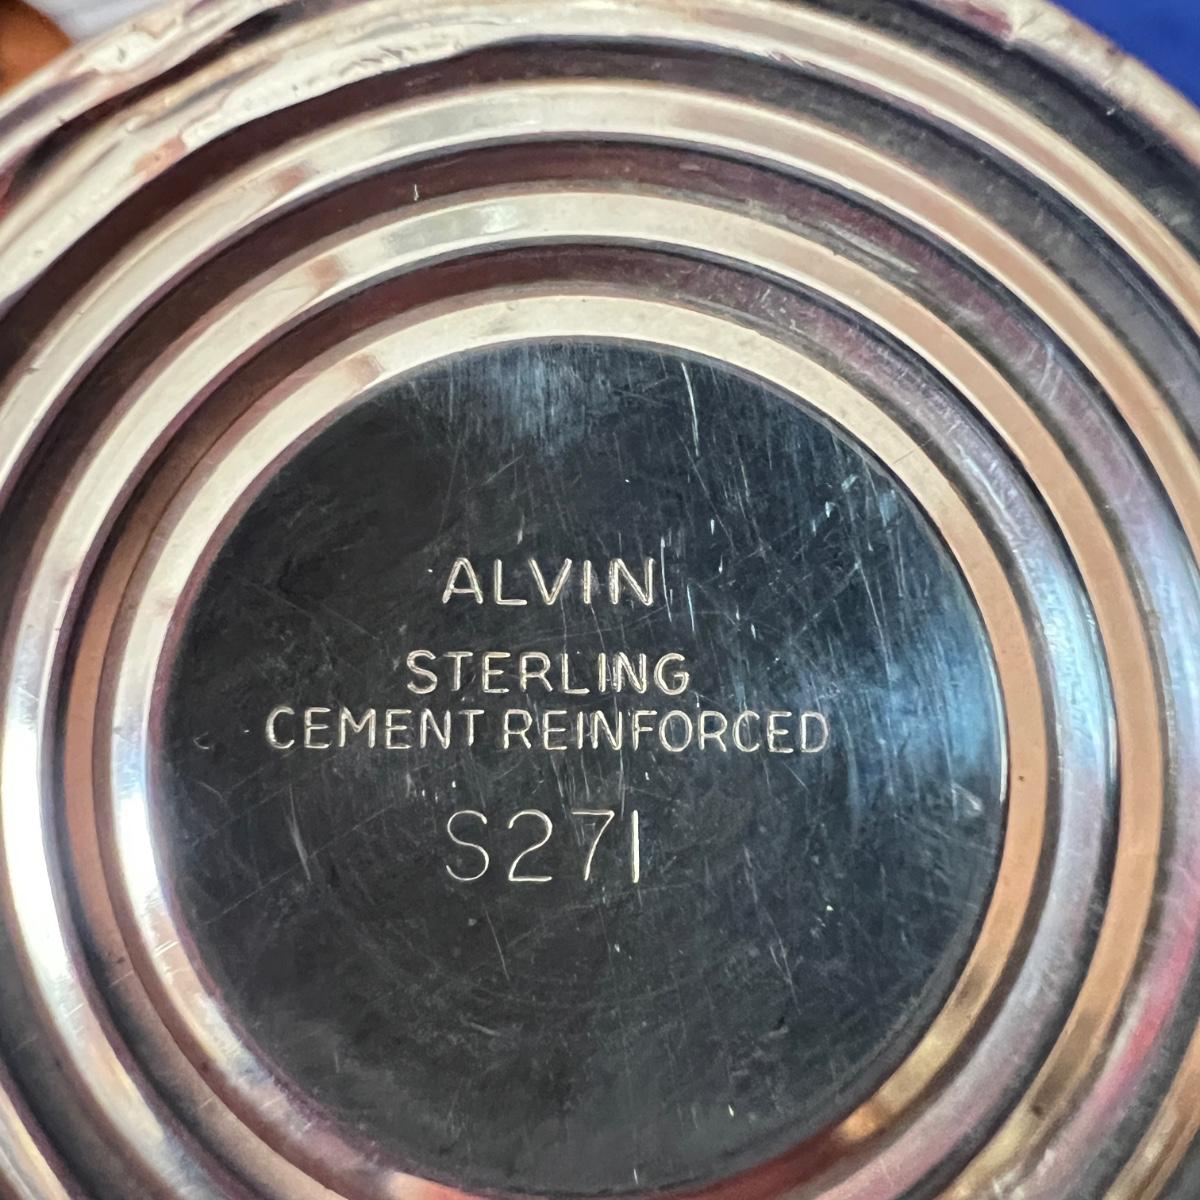 ALVIN
STERLING
CEMENT REINFORCED
S271